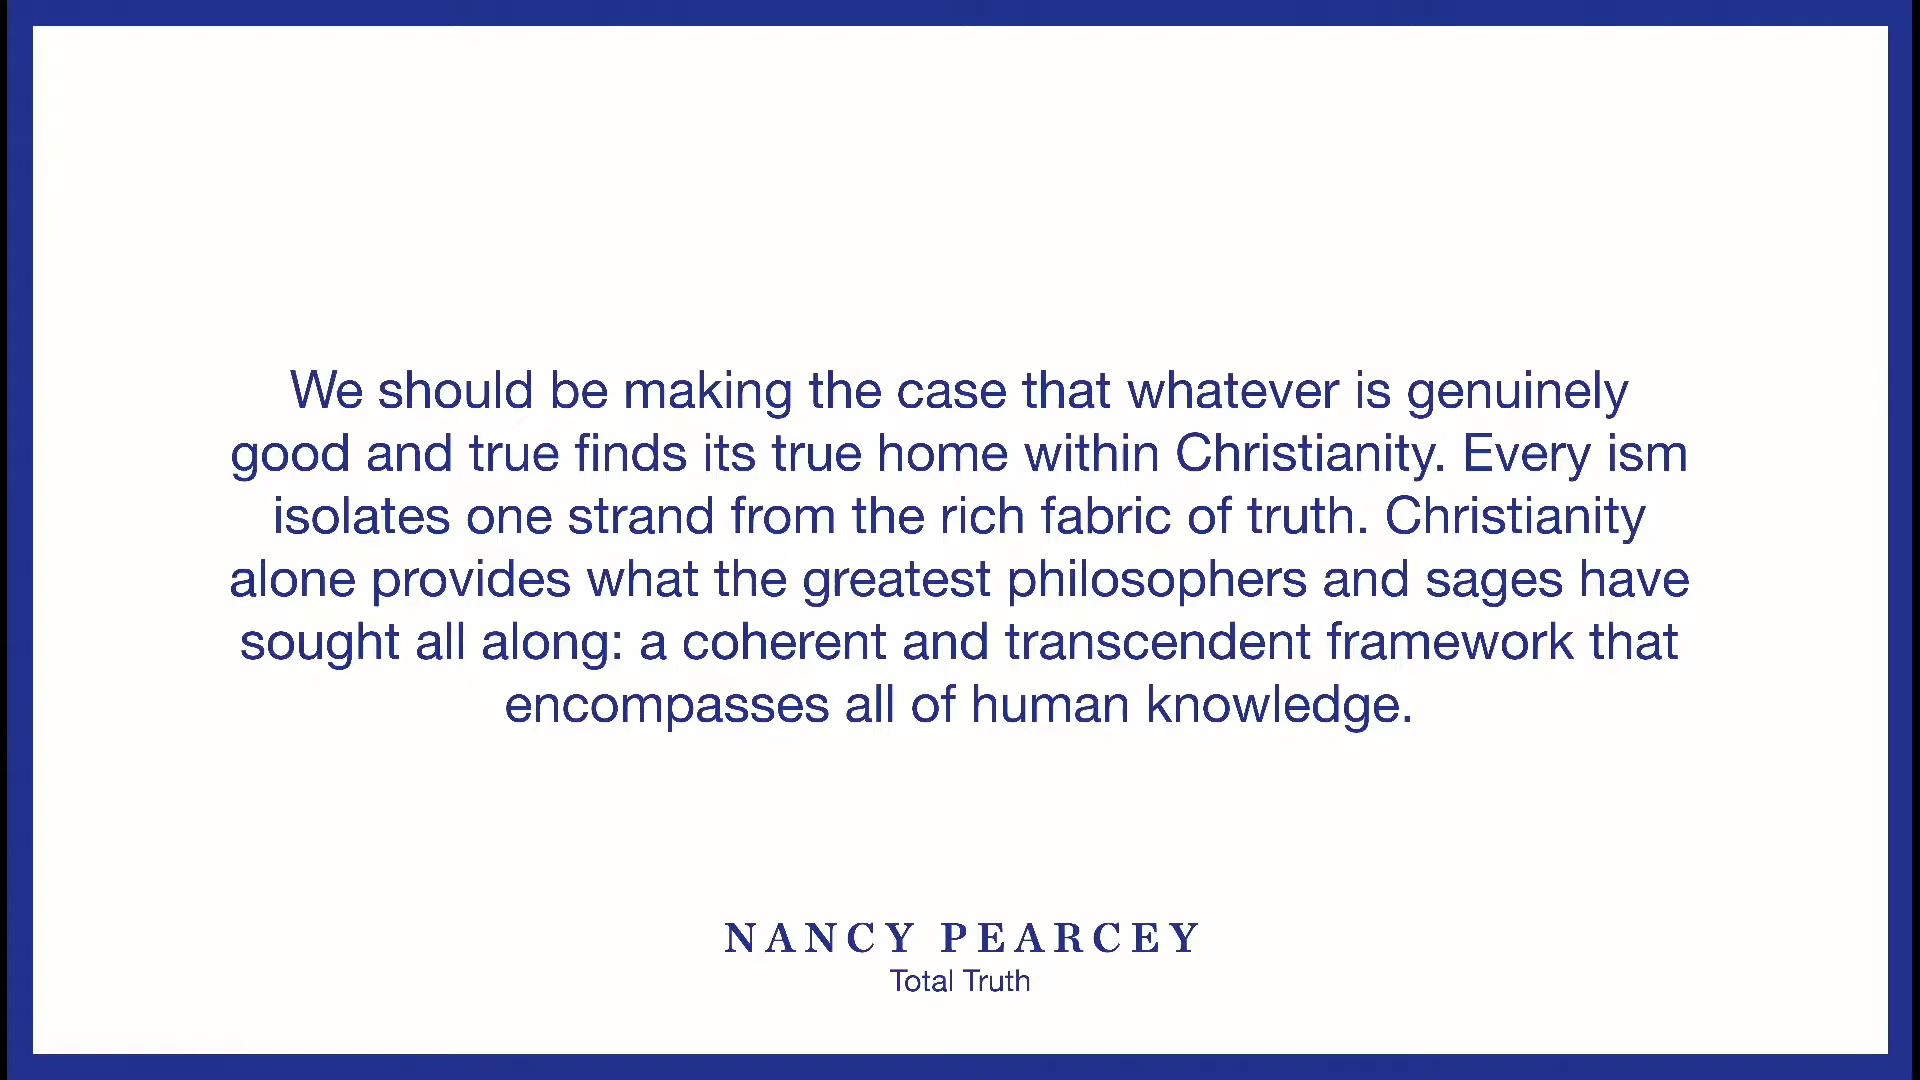 We should be making the case that whatever is genuinely
good and true finds its true home within Christianity. Every ism
isolates one strand from the rich fabric of truth. Christianity
alone provides what the greatest philosophers and sages have
sought all along: a coherent and transcendent framework that
encompasses all of human knowledge.
NANCY PEARCEY
Total Truth